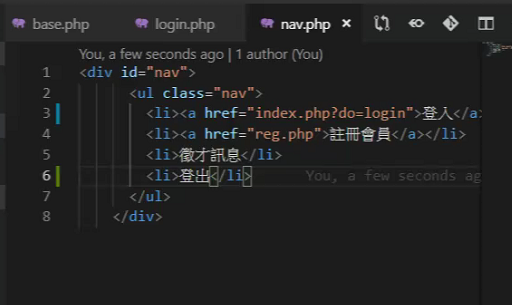 base.php login.php nav.php
You, a few seconds ago | 1 author (You)
1 <div id="nav">
2 <ul class="nav">
3 <li><a href="index.php?do=login">登入</a>
4 <li><a href="reg.php">註冊會員</a></li>
5 <li>徵才訊息</li>
6 <li>登出</li> You, a few seconds ag
7 </ul>
8 </div>